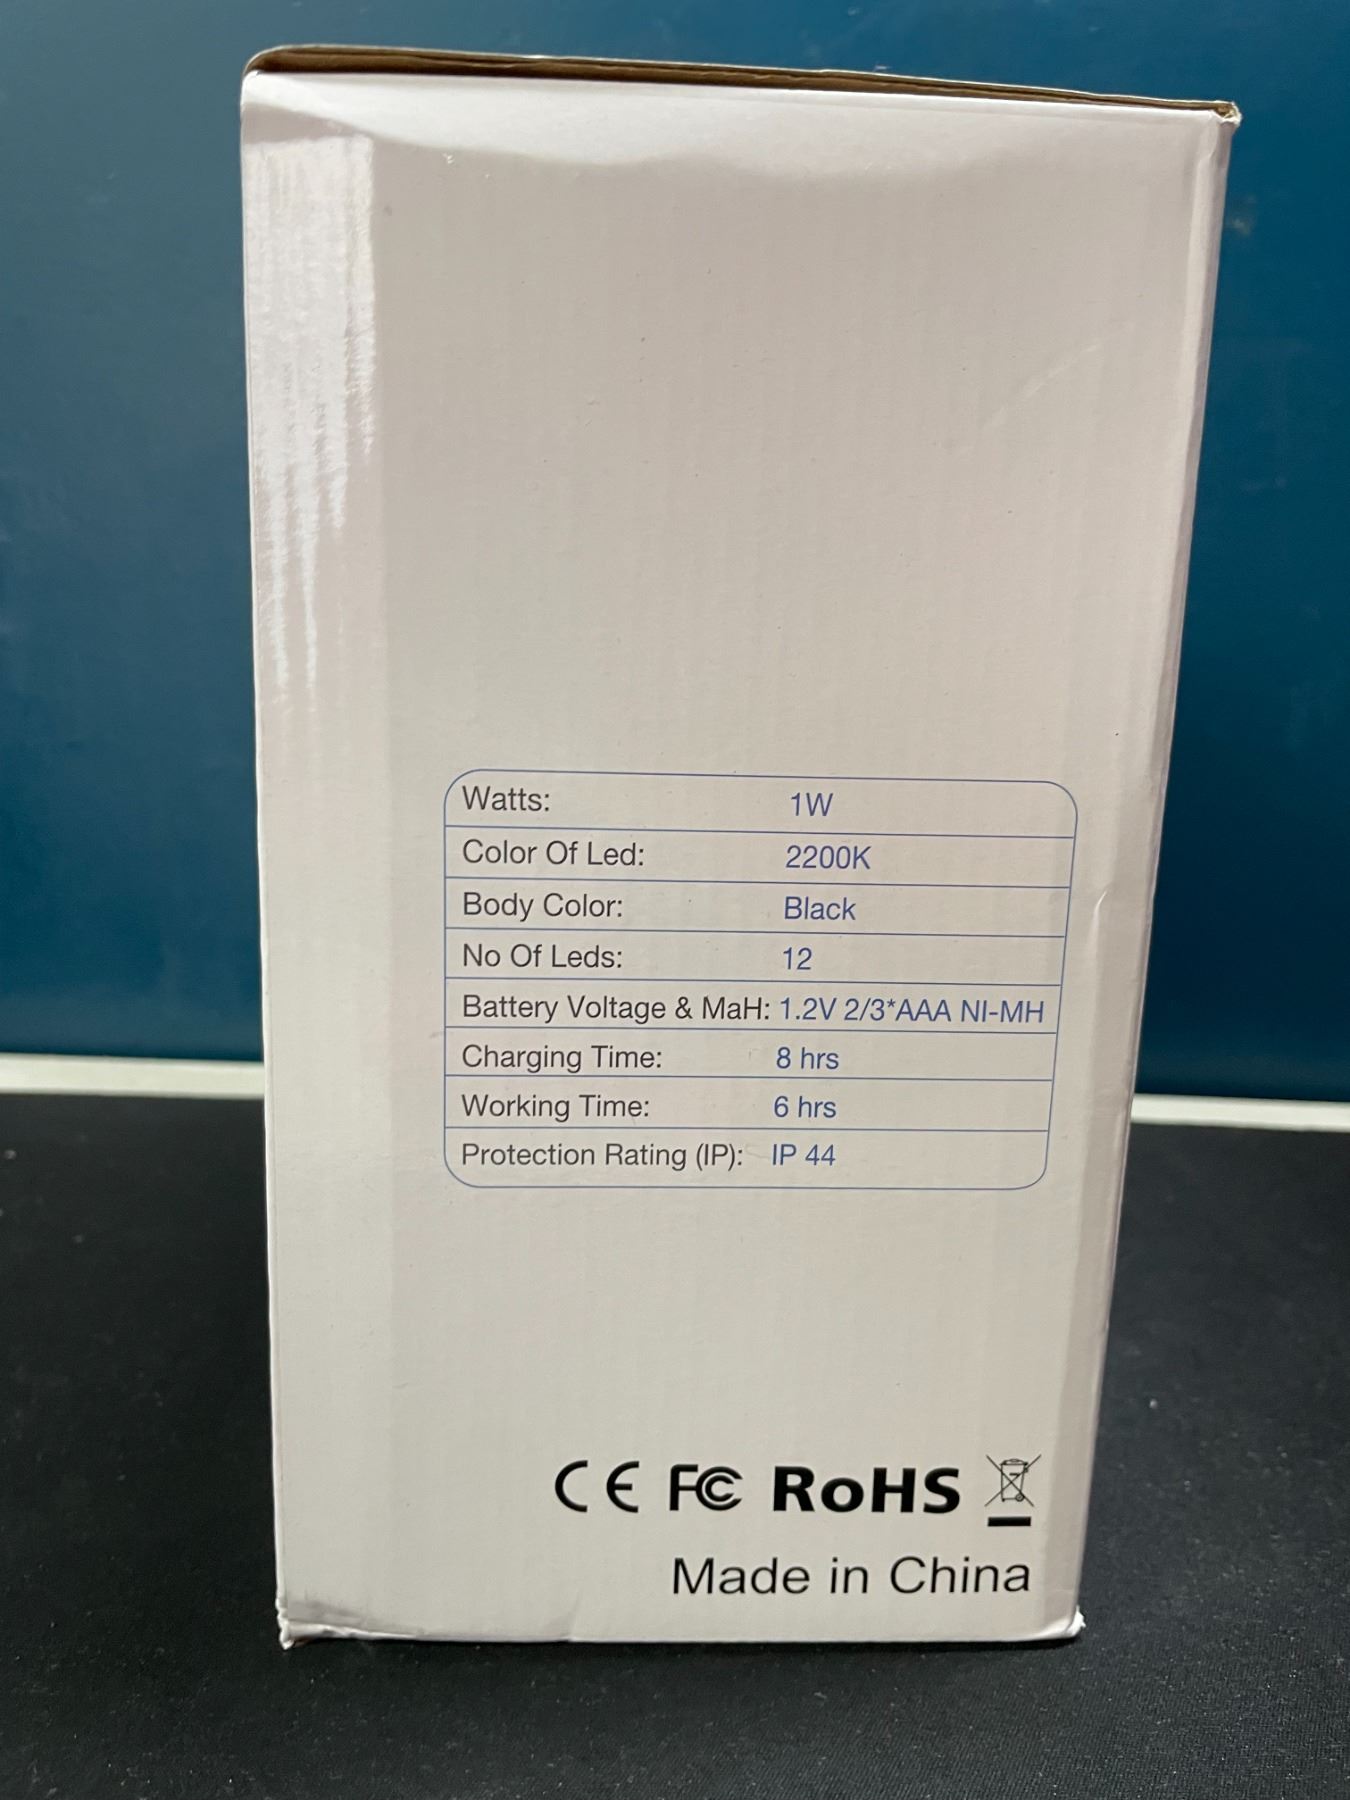 Watts: 1W
Color Of Led: 2200K
Body Color: Black
No Of Leds: 12
Battery Voltage & MaH: 1.2V 2/3*AAA NI-MH
Charging Time: 8 hrs
Working Time: 6 hrs
Protection Rating (IP): IP 44
CE FC RoHS
Made in China